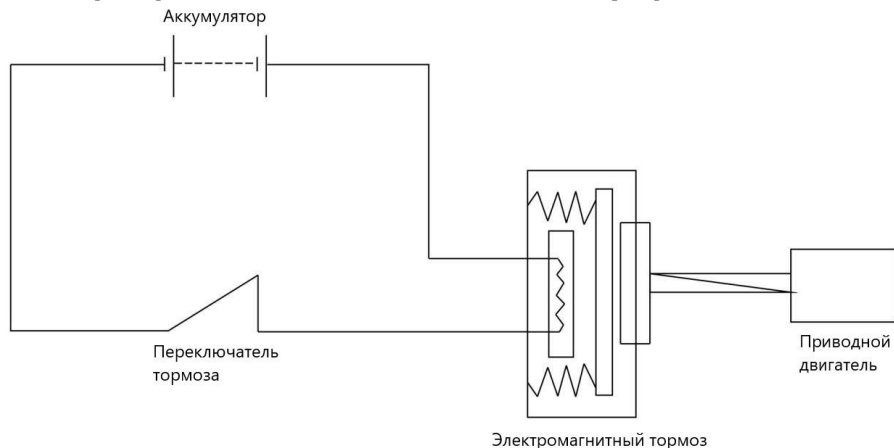 Аккумулятор
Переключатель
тормоза
Приводной
двигатель
Электромагнитный тормоз